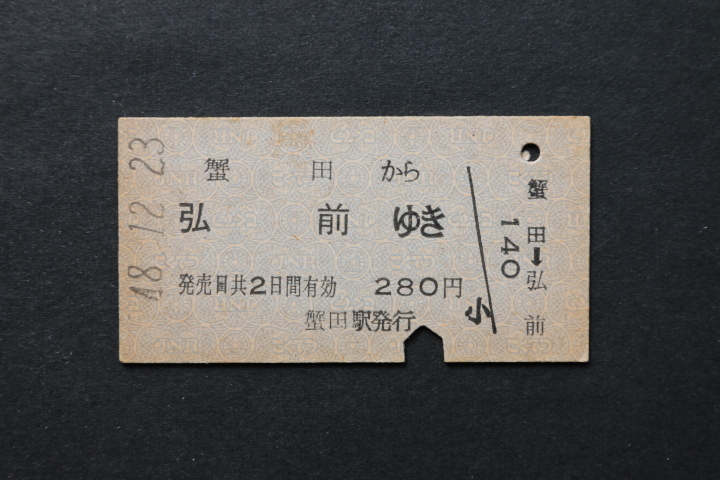 48.12.23
蟹田から
弘前ゆき
発売日共2日間有効 280円
蟹田駅発行
小
140
蟹田➡弘前